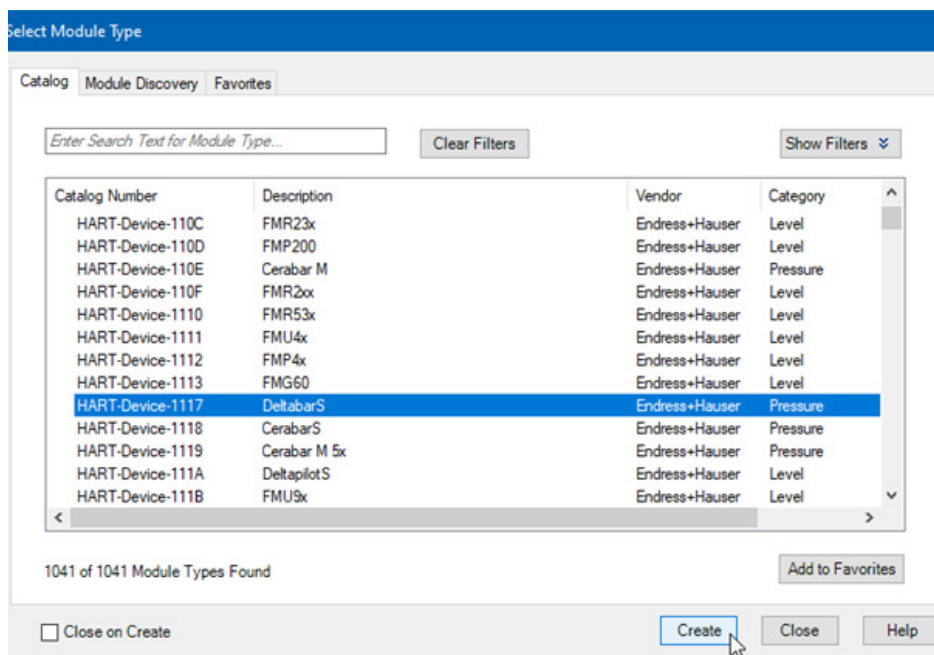 Select Module Type
Catalog Module Discovery Favorites
Enter Search Text for Module Type... Clear Filters Show Filters
Catalog Number Description Vendor Category
HART-Device-110C FMR23x Endress+Hauser Level
HART-Device-110D FMP200 Endress+Hauser Level
HART-Device-110E Cerabar M Endress+Hauser Pressure
HART-Device-110F FMR2xx Endress+Hauser Level
HART-Device-1110 FMR53x Endress+Hauser Level
HART-Device-1111 FMU4x Endress+Hauser Level
HART-Device-1112 FMP4x Endress+Hauser Level
HART-Device-1113 FMG60 Endress+Hauser Level
HART-Device-1117 DeltabarS Endress+Hauser Pressure
HART-Device-1118 CerabarS Endress+Hauser Pressure
HART-Device-1119 Cerabar M 5x Endress+Hauser Pressure
HART-Device-111A DeltapilotS Endress+Hauser Level
HART-Device-111B FMU9x Endress+Hauser Level
1041 of 1041 Module Types Found Add to Favorites
Close on Create Create Close Help